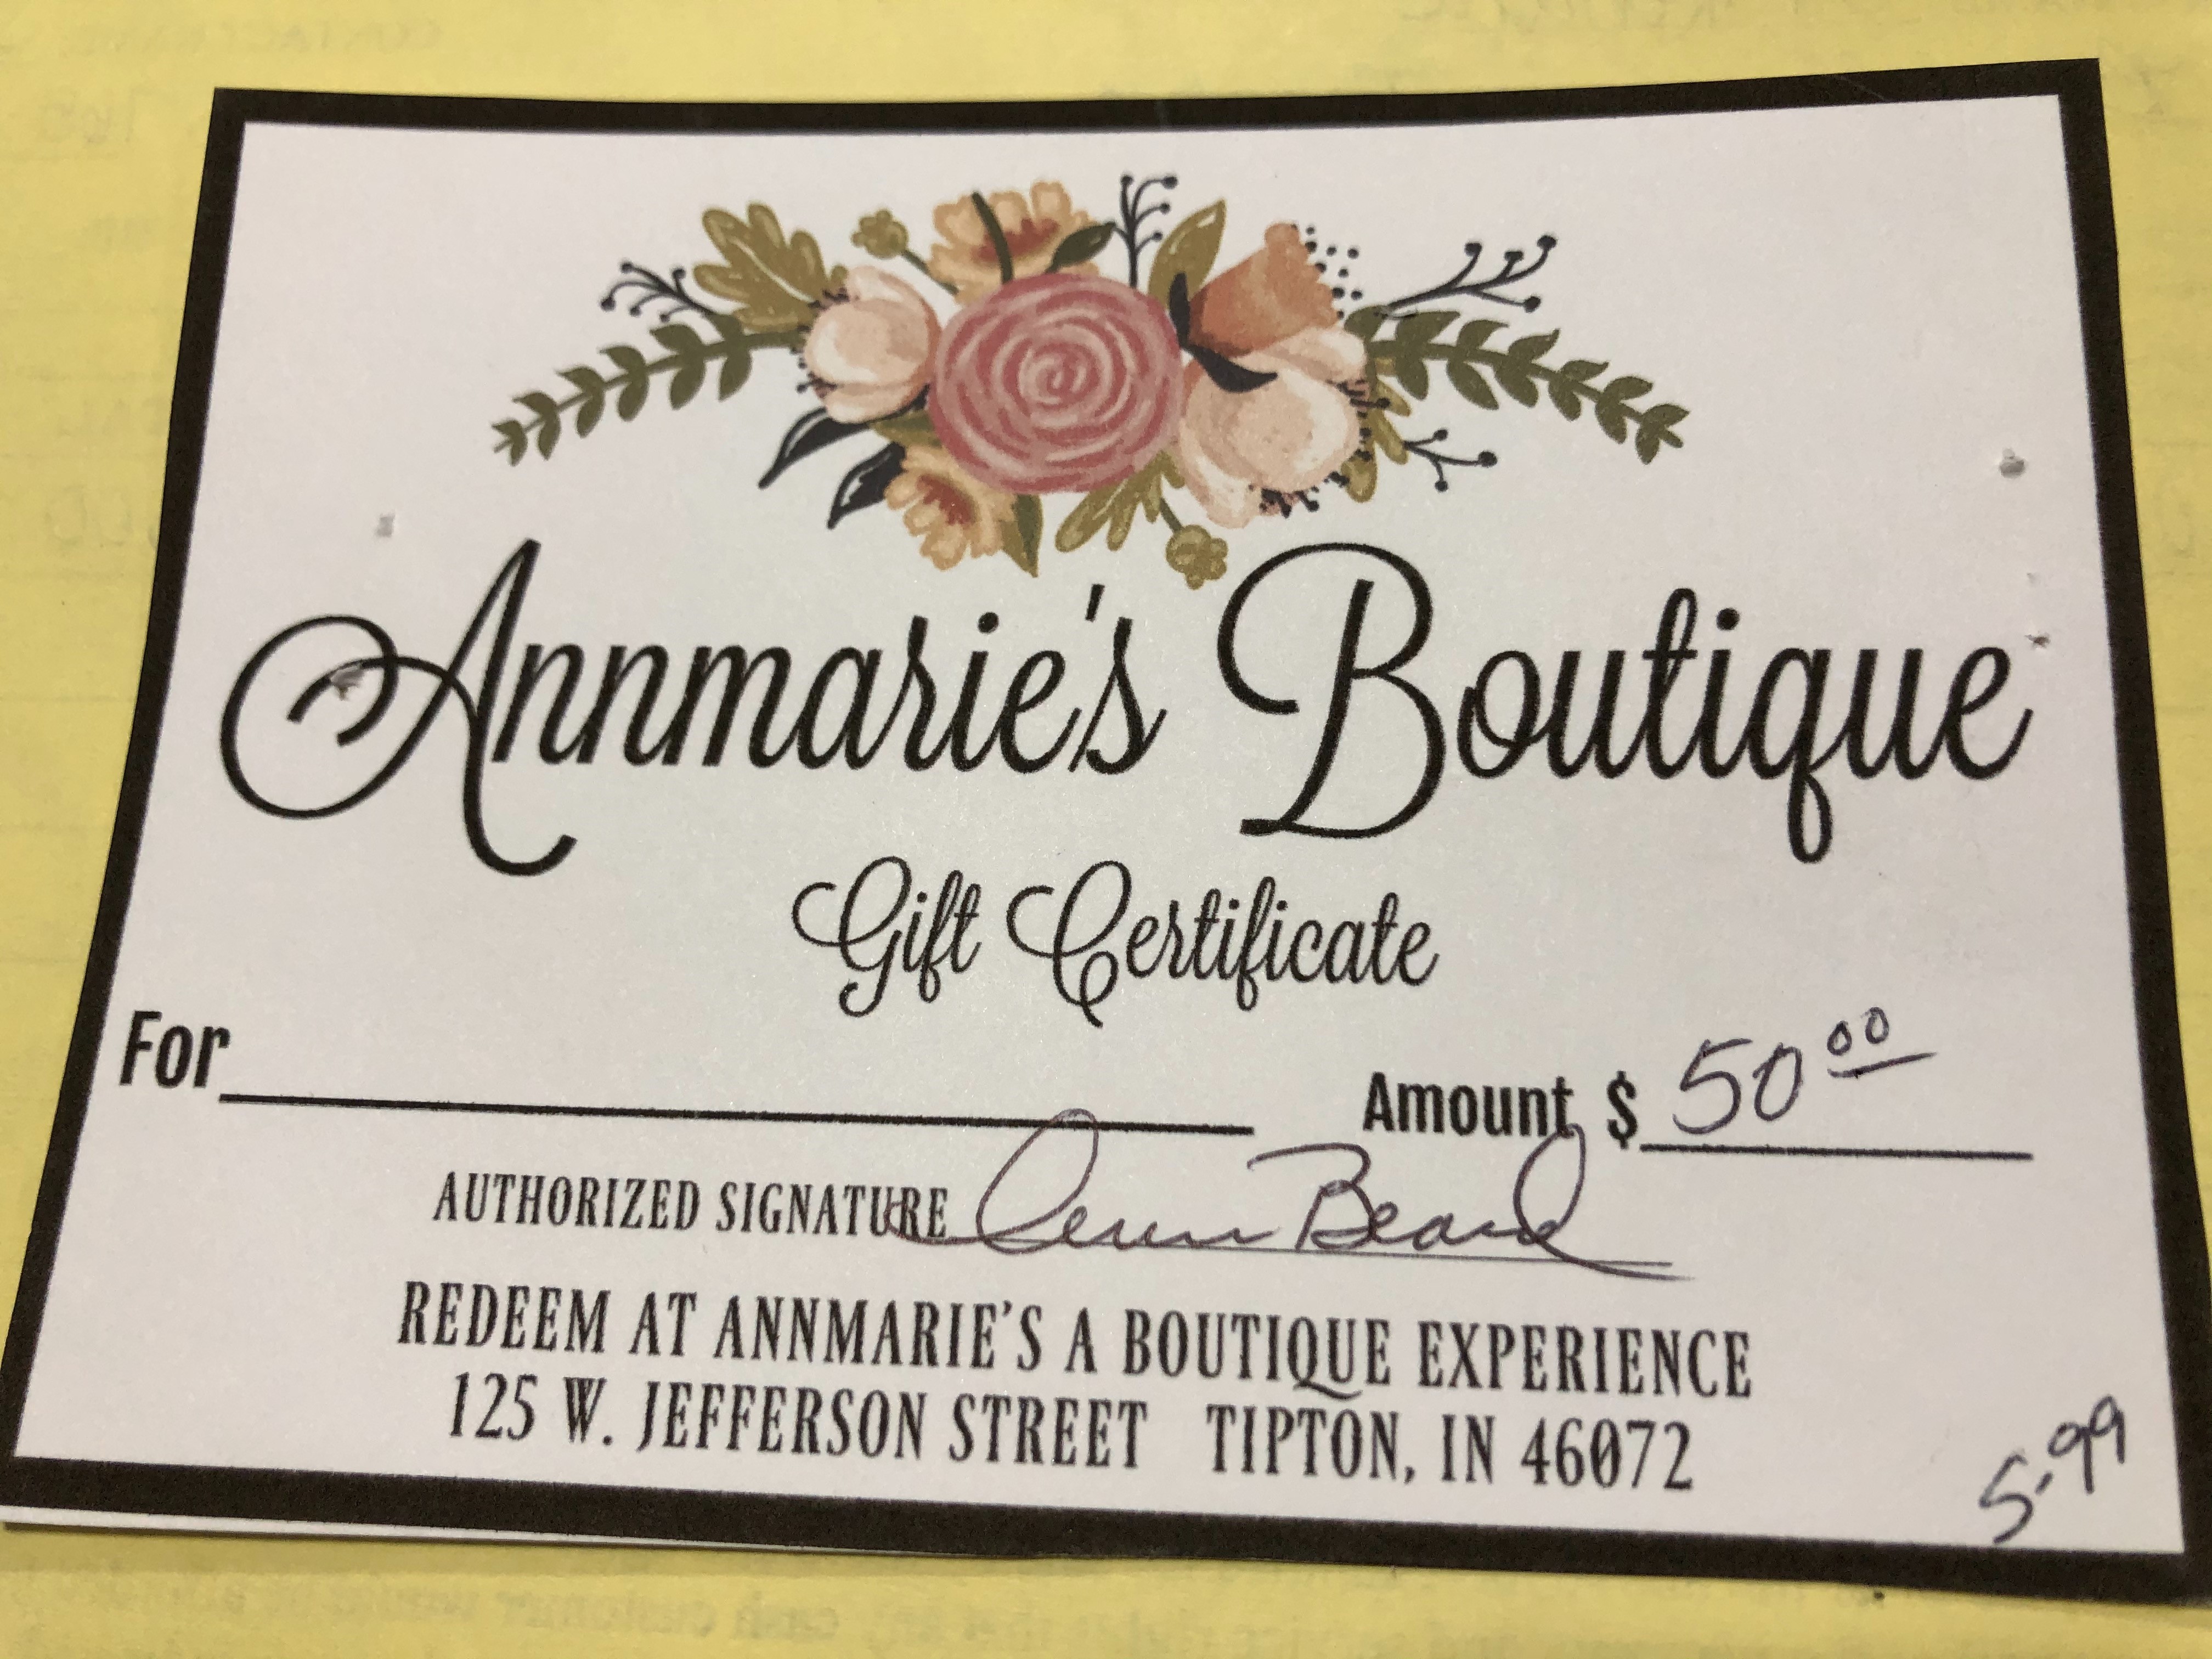 Annmarie's Boutique
Gift Certificate
For
Amount $ 50 00
AUTHORIZED SIGNATURE Beard
REDEEM AT ANNMARIE'S A BOUTIQUE EXPERIENCE
125 W. JEFFERSON STREET TIPTON, IN 46072
5.99